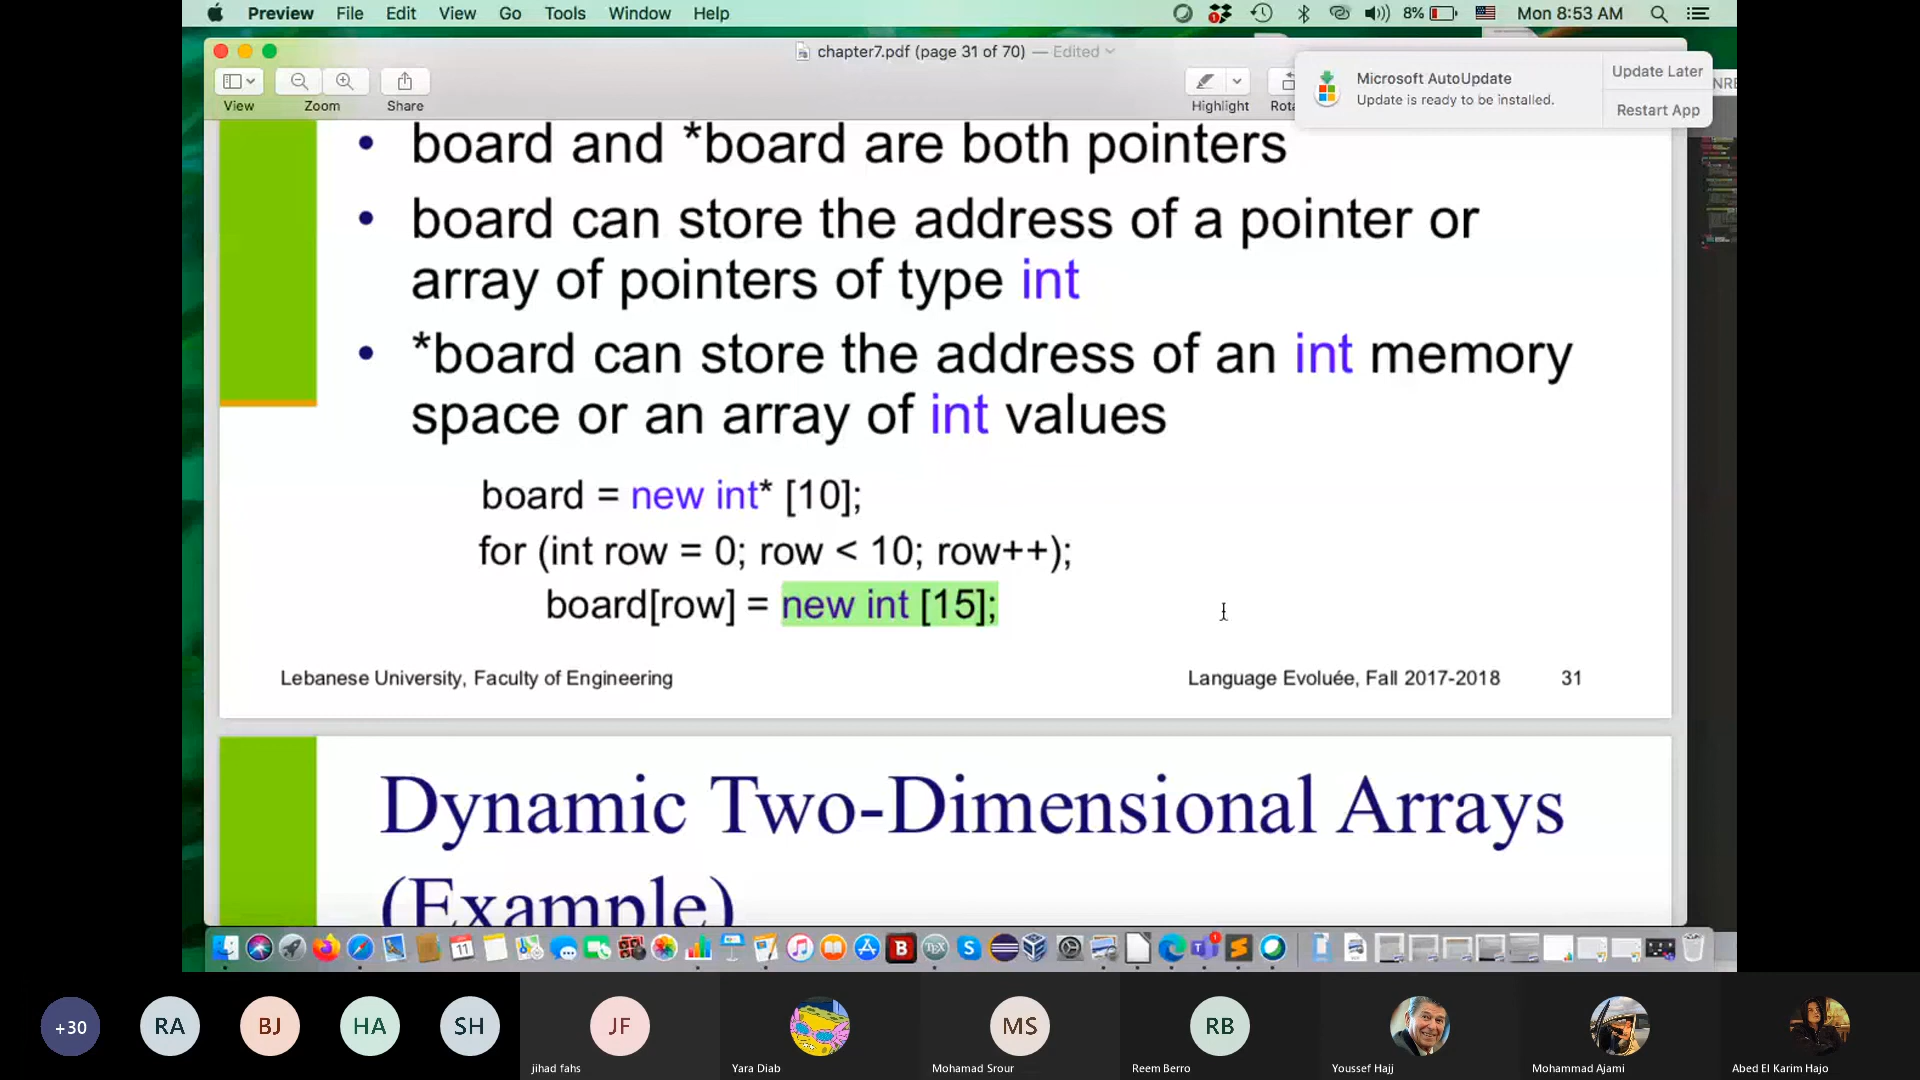 Preview File Edit View Go Tools Window Help
8% Mon 8:53 AM
chapter7.pdf (page 31 of 70) — Edited
View Zoom Share Highlight Rota
Microsoft AutoUpdate
Update is ready to be installed.
Update Later
Restart App
NRE
• board and *board are both pointers
• board can store the address of a pointer or
array of pointers of type int
• *board can store the address of an int memory
space or an array of int values
board = new int* [10];
for (int row = 0; row < 10; row++);
board[row] = new int [15];
Lebanese University, Faculty of Engineering
Language Evoluée, Fall 2017-2018 31
Dynamic Two-Dimensional Arrays
(Example)
+30 RA BJ HA SH JF MS RB
jihad fahs Yara Diab Mohamad Srour Reem Berro Youssef Hajj Mohammad Ajami Abed El Karim Hajo